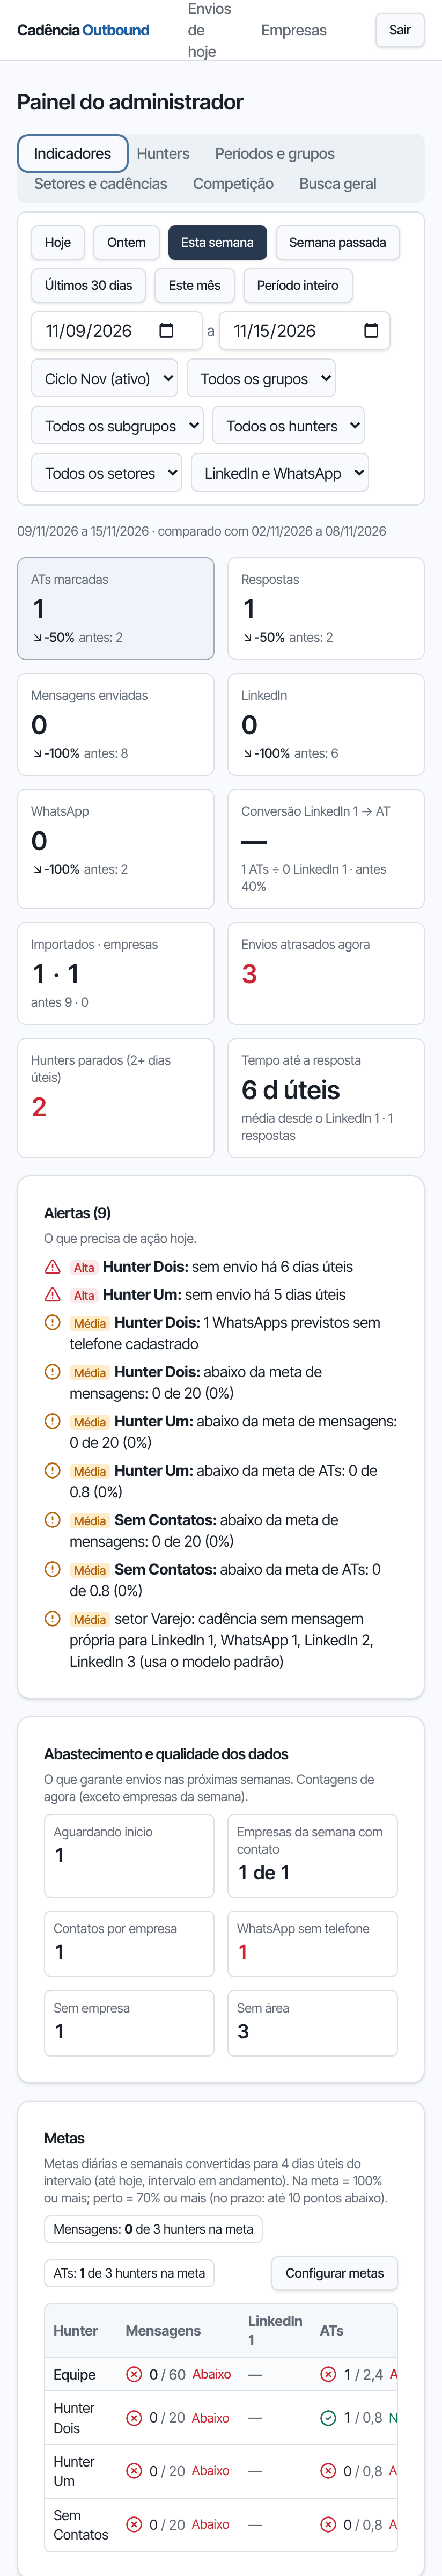 Cadência Outbound
Envios
de
hoje
Empresas
Sair
Painel do administrador
Indicadores Hunters Períodos e grupos
Setores e cadências Competição Busca geral
Hoje Ontem Esta semana Semana passada
Últimos 30 dias Este mês Período inteiro
11/09/2026 a 11/15/2026
Ciclo Nov (ativo) Todos os grupos
Todos os subgrupos Todos os hunters
Todos os setores LinkedIn e WhatsApp
09/11/2026 a 15/11/2026 · comparado com 02/11/2026 a 08/11/2026
ATs marcadas
1
-50% antes: 2
Respostas
1
-50% antes: 2
Mensagens enviadas
0
-100% antes: 8
LinkedIn
0
-100% antes: 6
WhatsApp
0
-100% antes: 2
Conversão LinkedIn 1 → AT
—
1 ATs ÷ 0 LinkedIn 1 · antes
40%
Importados · empresas
1 · 1
antes 9 · 0
Envios atrasados agora
3
Hunters parados (2+ dias
úteis)
2
Tempo até a resposta
6 d úteis
média desde o LinkedIn 1 · 1
respostas
Alertas (9)
O que precisa de ação hoje.
Alta Hunter Dois: sem envio há 6 dias úteis
Alta Hunter Um: sem envio há 5 dias úteis
Média Hunter Dois: 1 WhatsApps previstos sem
telefone cadastrado
Média Hunter Dois: abaixo da meta de
mensagens: 0 de 20 (0%)
Média Hunter Um: abaixo da meta de mensagens:
0 de 20 (0%)
Média Hunter Um: abaixo da meta de ATs: 0 de
0.8 (0%)
Média Sem Contatos: abaixo da meta de
mensagens: 0 de 20 (0%)
Média Sem Contatos: abaixo da meta de ATs: 0
de 0.8 (0%)
Média setor Varejo: cadência sem mensagem
própria para LinkedIn 1, WhatsApp 1, LinkedIn 2,
LinkedIn 3 (usa o modelo padrão)
Abastecimento e qualidade dos dados
O que garante envios nas próximas semanas. Contagens de
agora (exceto empresas da semana).
Aguardando início
1
Empresas da semana com
contato
1 de 1
Contatos por empresa
1
WhatsApp sem telefone
1
Sem empresa
1
Sem área
3
Metas
Metas diárias e semanais convertidas para 4 dias úteis do
intervalo (até hoje, intervalo em andamento). Na meta = 100%
ou mais; perto = 70% ou mais (no prazo: até 10 pontos abaixo).
Mensagens: 0 de 3 hunters na meta
ATs: 1 de 3 hunters na meta
Configurar metas
Hunter Mensagens LinkedIn
1 ATs
Equipe 0 / 60 Abaixo — 1 / 2,4 A
Hunter
Dois 0 / 20 Abaixo — 1 / 0,8 N
Hunter
Um 0 / 20 Abaixo — 0 / 0,8 A
Sem
Contatos 0 / 20 Abaixo — 0 / 0,8 A